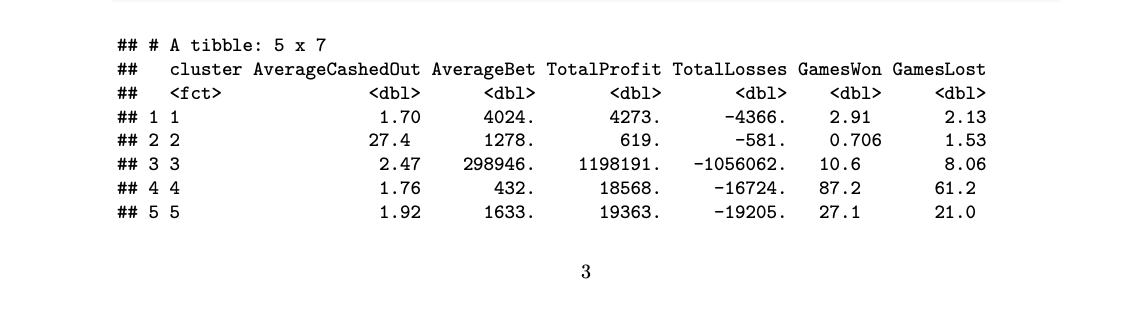 ## # A tibble: 5 x 7
##   cluster AverageCashedOut AverageBet TotalProfit TotalLosses GamesWon GamesLost
##   <fct>              <dbl>      <dbl>       <dbl>       <dbl>    <dbl>     <dbl>
## 1 1                   1.70      4024.       4273.      -4366.    2.91       2.13
## 2 2                  27.4       1278.        619.       -581.    0.706      1.53
## 3 3                   2.47    298946.    1198191.   -1056062.   10.6        8.06
## 4 4                   1.76       432.      18568.     -16724.   87.2       61.2
## 5 5                   1.92      1633.      19363.     -19205.   27.1       21.0
3